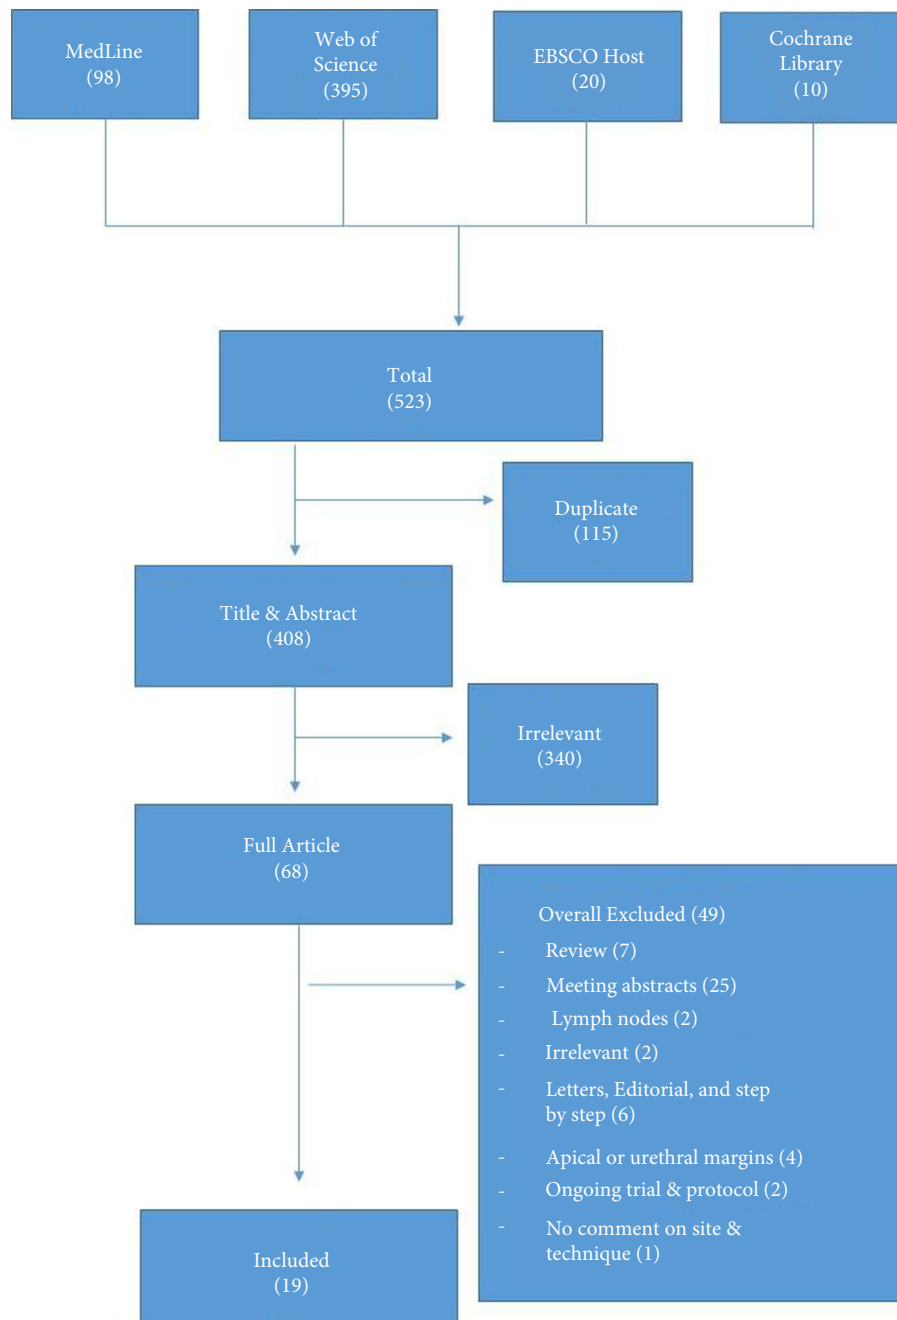 MedLine
(98)
Web of
Science
(395)
EBSCO Host
(20)
Cochrane
Library
(10)
Total
(523)
Duplicate
(115)
Title & Abstract
(408)
Irrelevant
(340)
Full Article
(68)
Overall Excluded (49)
- Review (7)
- Meeting abstracts (25)
- Lymph nodes (2)
- Irrelevant (2)
- Letters, Editorial, and step
by step (6)
- Apical or urethral margins (4)
- Ongoing trial & protocol (2)
- No comment on site &
technique (1)
Included
(19)